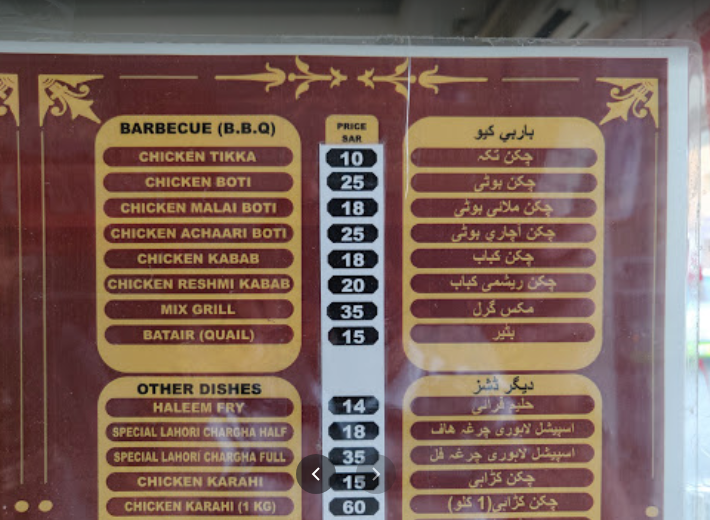 BARBECUE (B.B.Q)
CHICKEN TIKKA
CHICKEN BOTI
CHICKEN MALAI BOTI
CHICKEN ACHAARI BOTI
CHICKEN KABAB
CHICKEN RESHMI KABAB
MIX GRILL
BATAIR (QUAIL)
OTHER DISHES
HALEEM FRY
SPECIAL LAHORI CHARGHA HALF
SPECIAL LAHORI CHARGHA FULL
CHICKEN KARAHI
CHICKEN KARAHI (1 KG)
PRICE
SAR
10
25
18
25
18
20
35
15
14
18
35
15
60
باربي کیو
چکن تکہ
چکن بوٹی
چکن ملائی بوٹی
چکن آچاري بوٹی
چکن کباب
چکن ریشمی کباب
مکس گرل
بٹیر
دیگر ڈشز
حلیم فرائی
اسپیشل لاہوری چرغہ ھاف
اسپیشل لاہوری چرغہ فل
چکن کڑاہی
چکن کڑاہی(1 کلو)